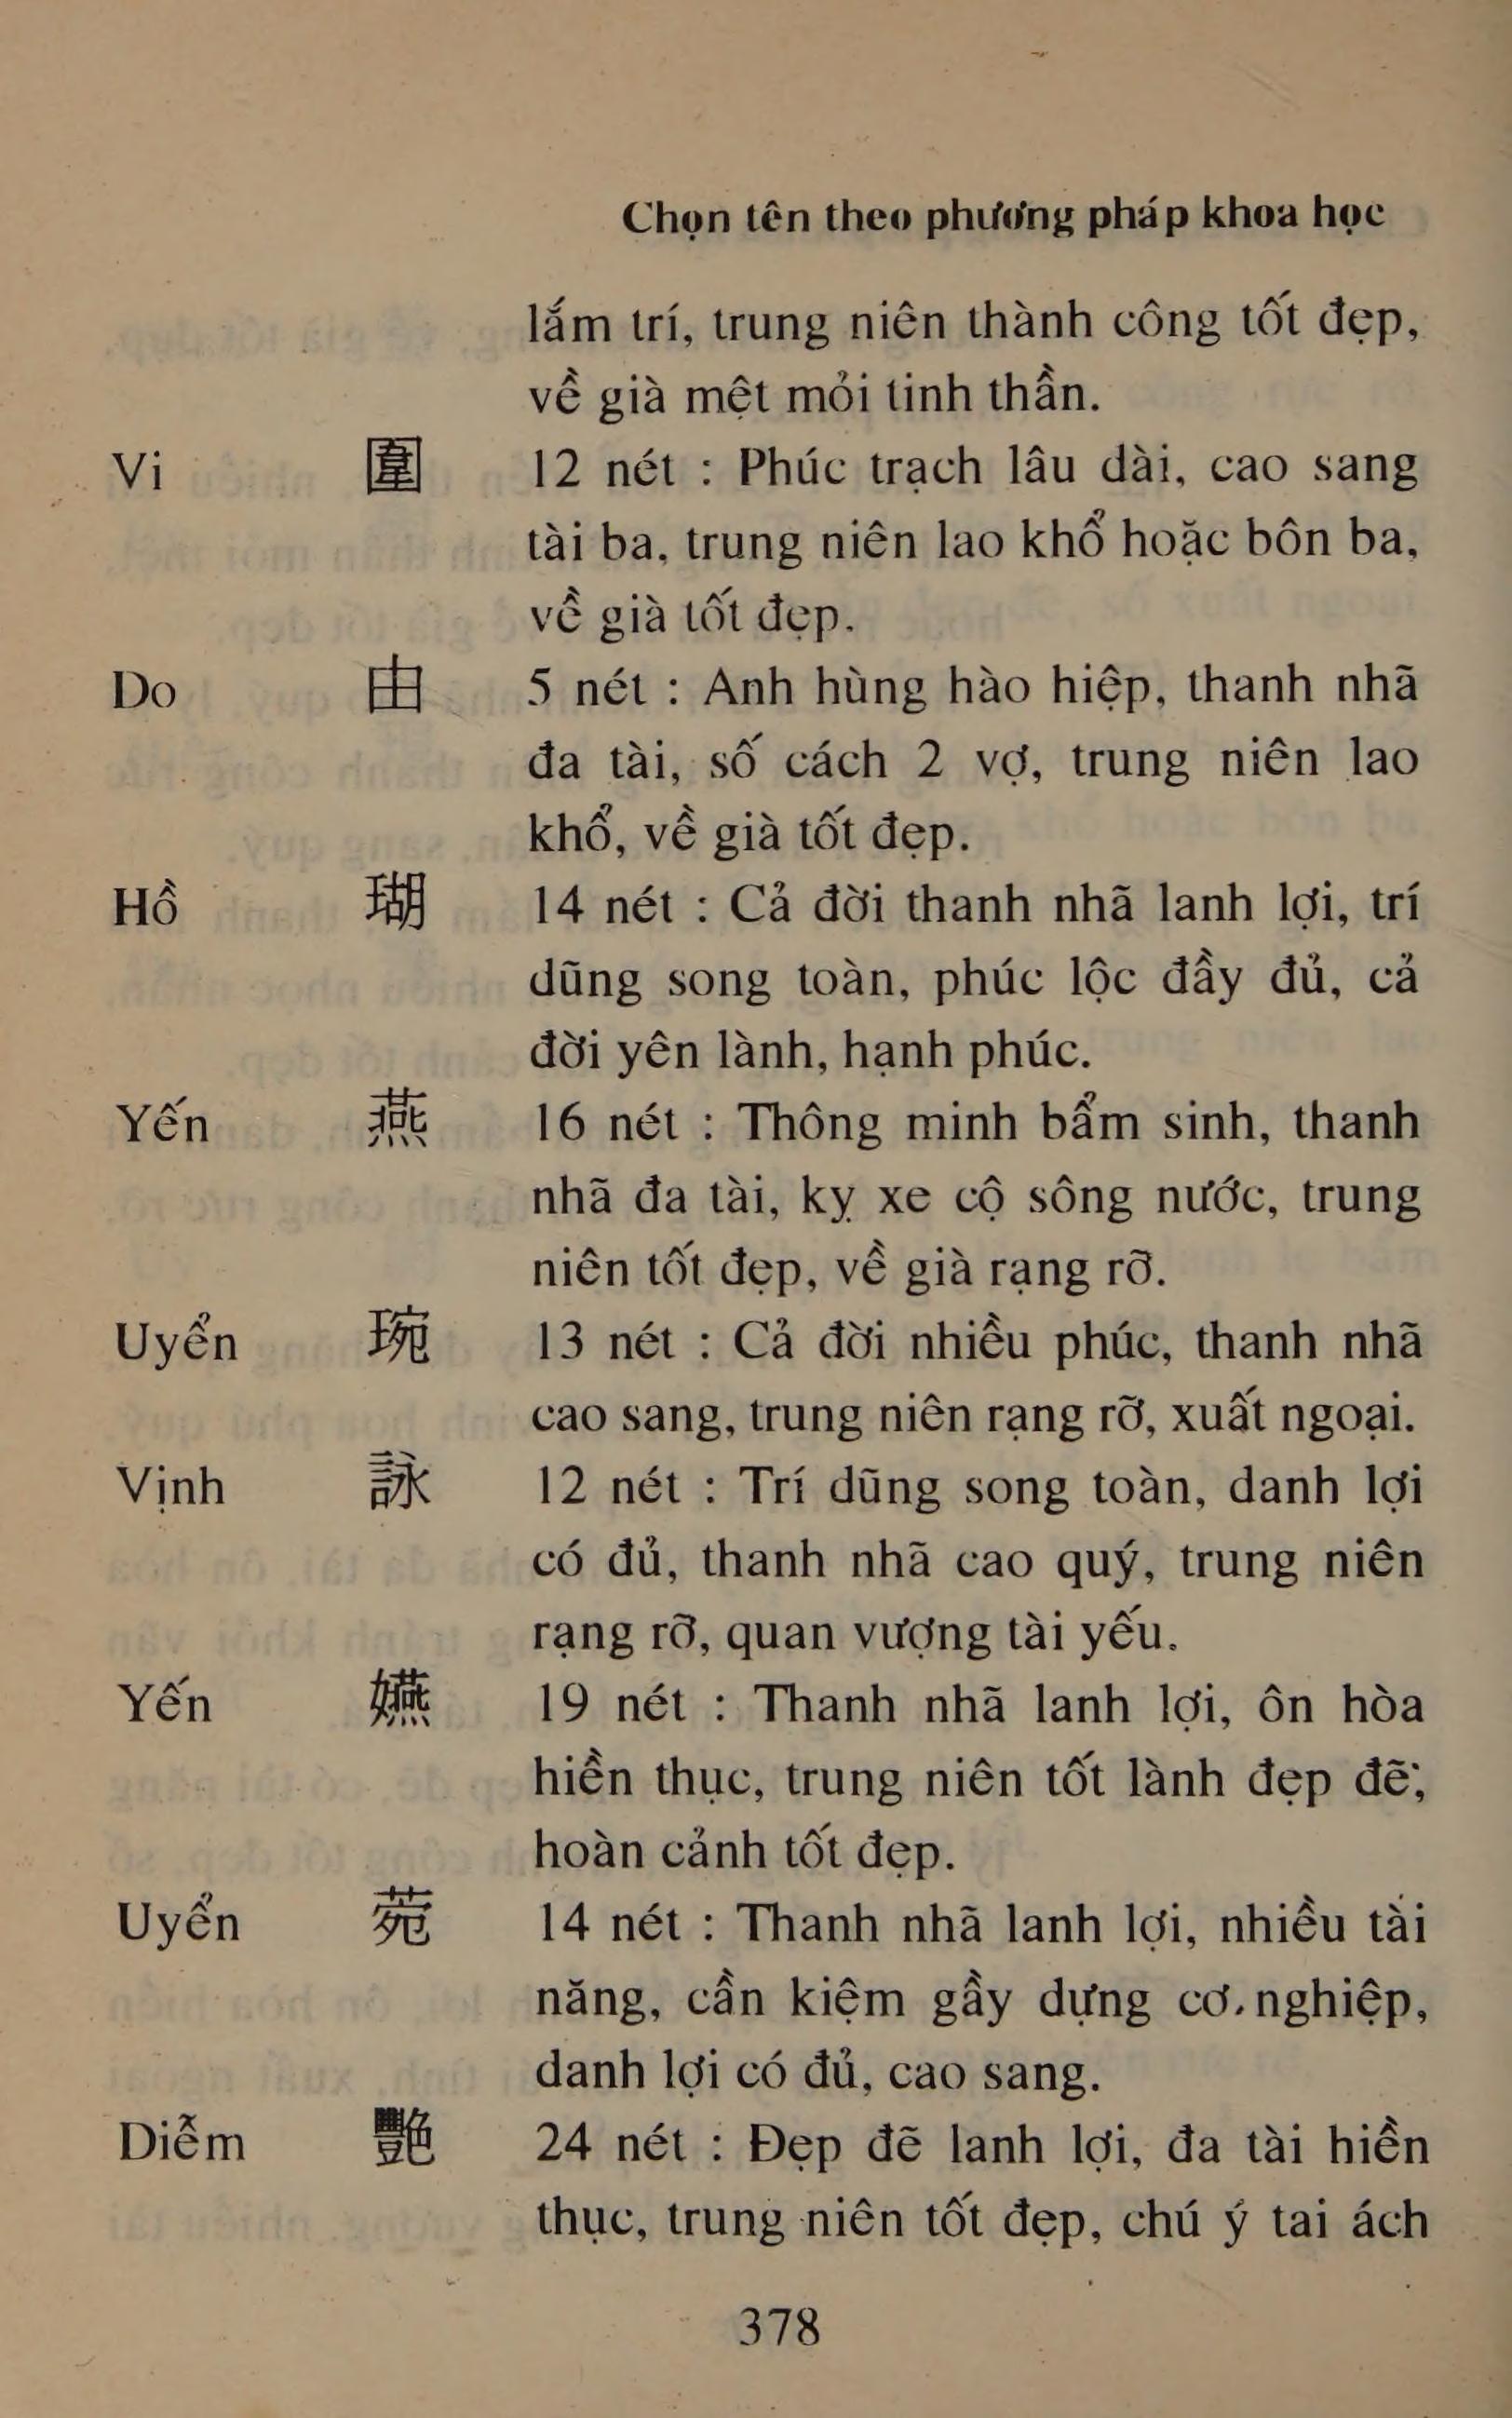 Chọn tên theo phương pháp khoa học
lắm trí, trung niên thành công tốt đẹp,
về già mệt mỏi tinh thần.
Vi 圍 12 nét : Phúc trạch lâu dài, cao sang
tài ba, trung niên lao khổ hoặc bôn ba,
về già tốt đẹp.
Do 由 5 nét : Anh hùng hào hiệp, thanh nhã
đa tài, số cách 2 vợ, trung niên lao
khổ, về già tốt đẹp.
Hồ 瑚 14 nét : Cả đời thanh nhã lanh lợi, trí
dũng song toàn, phúc lộc đầy đủ, cả
đời yên lành, hạnh phúc.
Yến 燕 16 nét : Thông minh bẩm sinh, thanh
nhã đa tài, kỵ xe cộ sông nước, trung
niên tốt đẹp, về già rạng rỡ.
Uyển 琬 13 nét : Cả đời nhiều phúc, thanh nhã
cao sang, trung niên rạng rỡ, xuất ngoại.
Vịnh 詠 12 nét : Trí dũng song toàn, danh lợi
có đủ, thanh nhã cao quý, trung niên
rạng rỡ, quan vượng tài yếu.
Yến 嬿 19 nét : Thanh nhã lanh lợi, ôn hòa
hiền thục, trung niên tốt lành đẹp đẽ,
hoàn cảnh tốt đẹp.
Uyển 菀 14 nét : Thanh nhã lanh lợi, nhiều tài
năng, cần kiệm gầy dựng cơ nghiệp,
danh lợi có đủ, cao sang.
Diễm 艷 24 nét : Đẹp đẽ lanh lợi, đa tài hiền
thục, trung niên tốt đẹp, chú ý tai ách
378